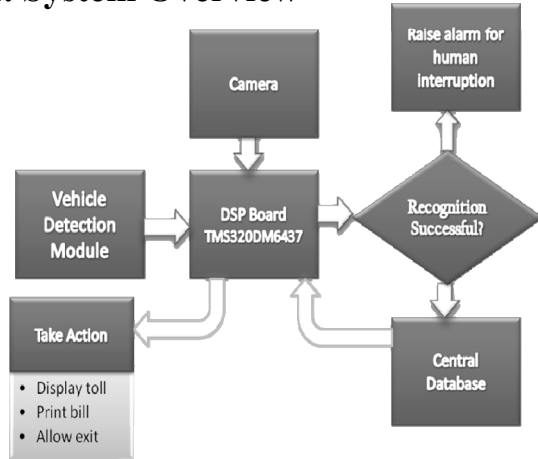 System Overview
Raise alarm for
human
interruption
Camera
Vehicle
Detection
Module
DSP Board
TMS320DM6437
Recognition
Successful?
Take Action
• Display toll
• Print bill
• Allow exit
Central
Database